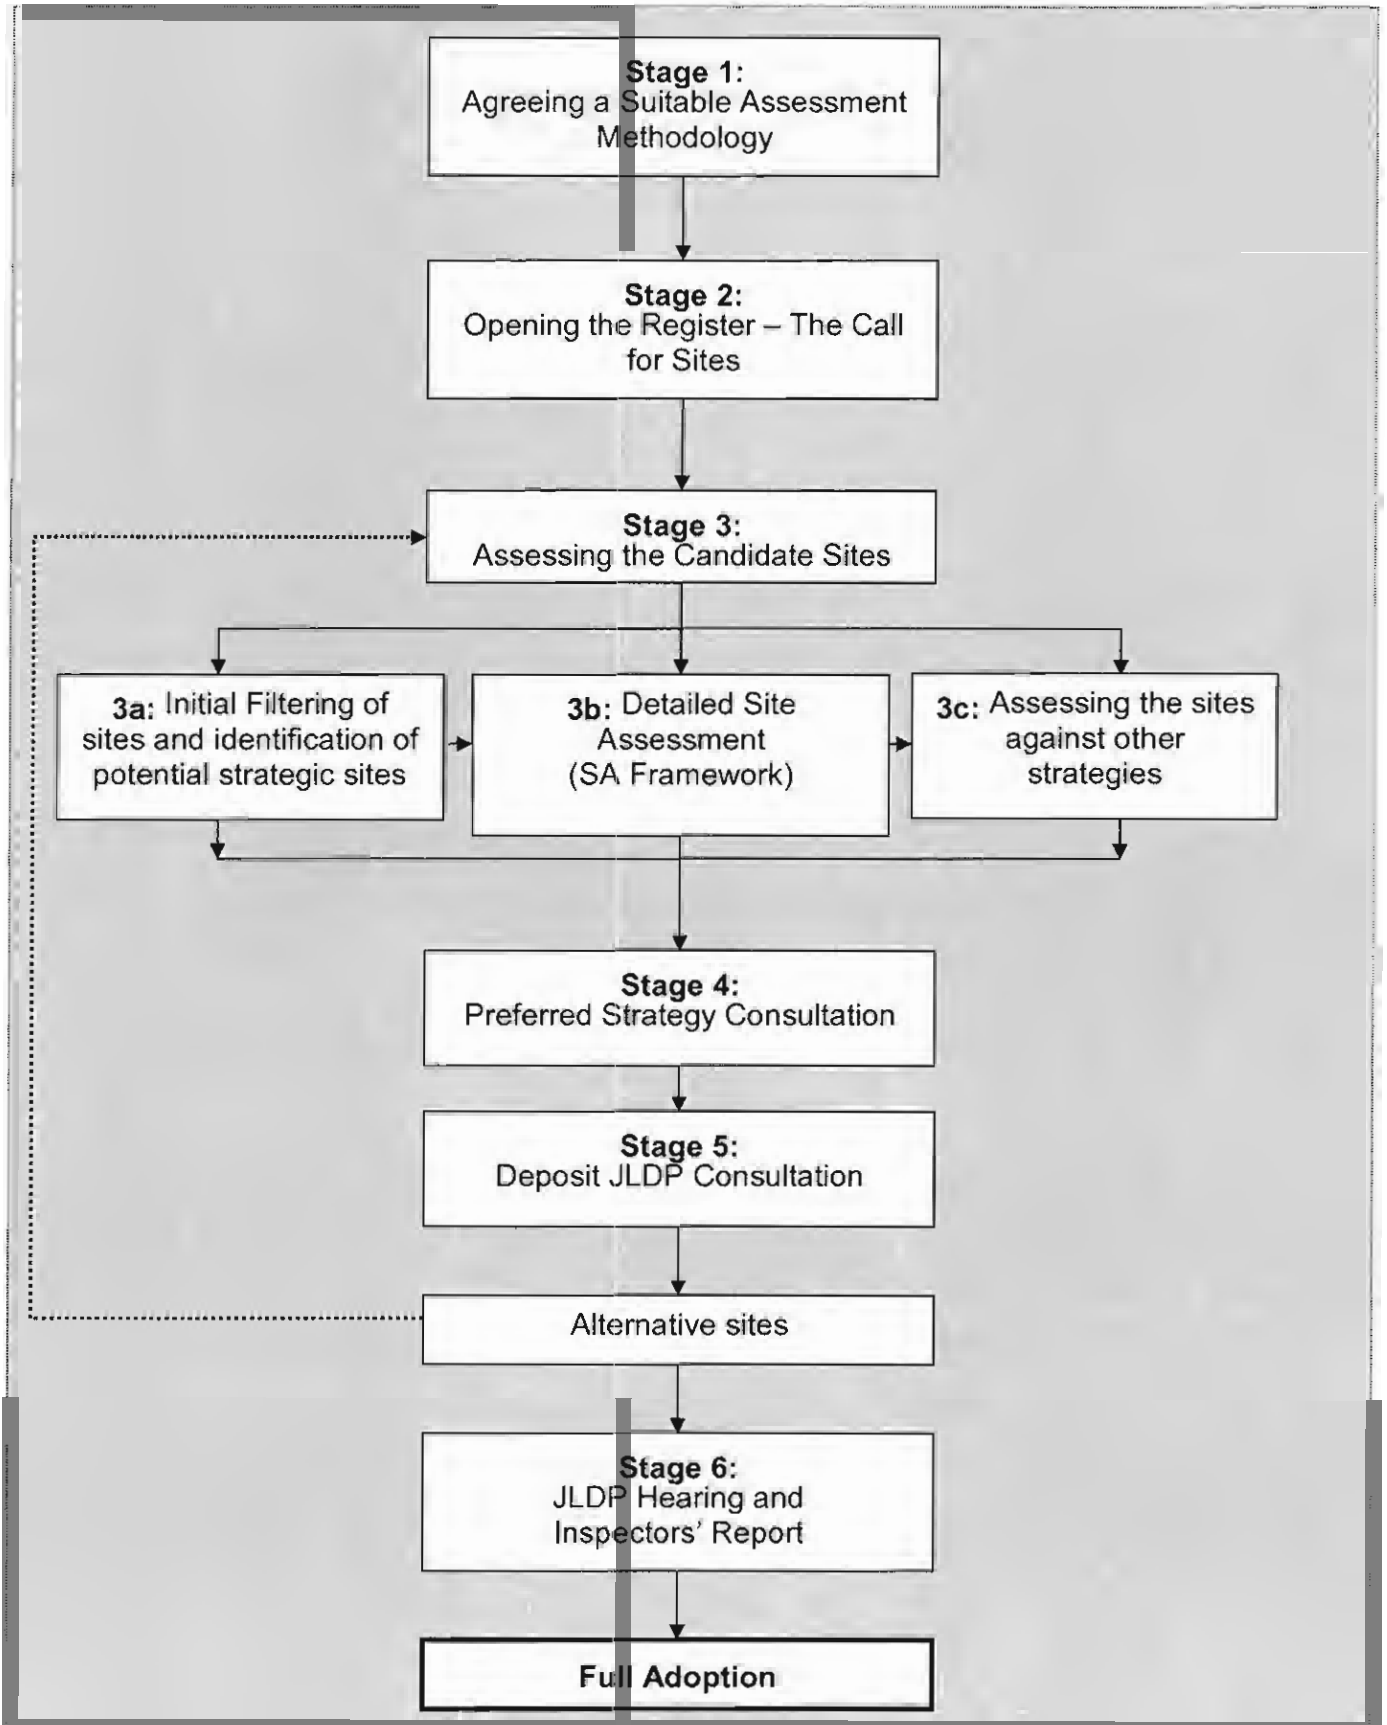 Stage 1:
Agreeing a Suitable Assessment
Methodology
Stage 2:
Opening the Register – The Call
for Sites
Stage 3:
Assessing the Candidate Sites
3a: Initial Filtering of
sites and identification of
potential strategic sites
3b: Detailed Site
Assessment
(SA Framework)
3c: Assessing the sites
against other
strategies
Stage 4:
Preferred Strategy Consultation
Stage 5:
Deposit JLDP Consultation
Alternative sites
Stage 6:
JLDP Hearing and
Inspectors’ Report
Full Adoption